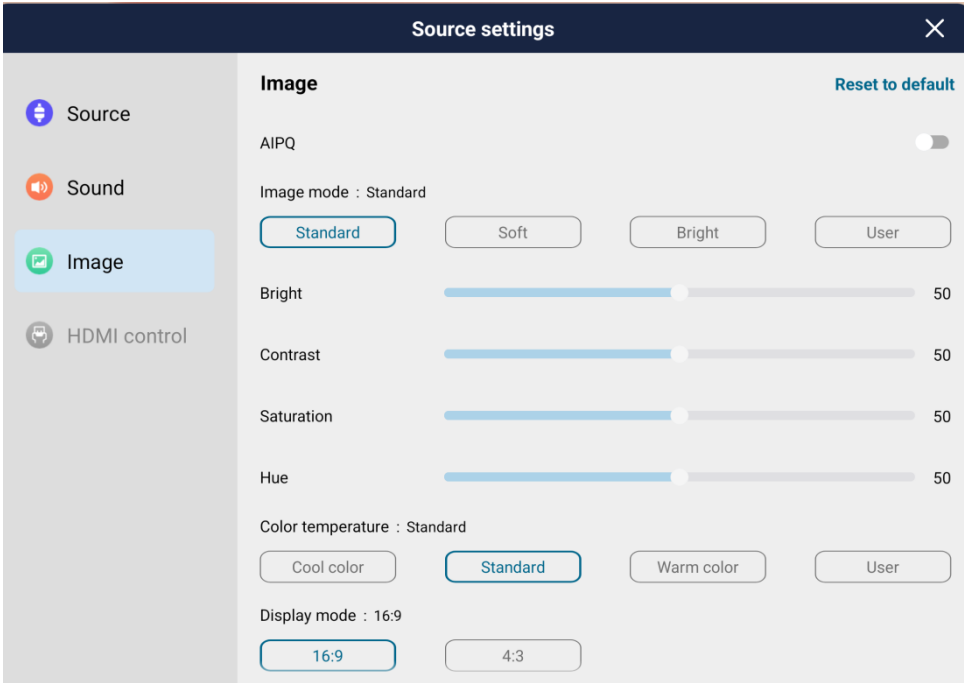 Source settings
Source
Sound
Image
HDMI control
Image
Reset to default
AIPQ
Image mode : Standard
Standard
Soft
Bright
User
Bright
50
Contrast
50
Saturation
50
Hue
50
Color temperature : Standard
Cool color
Standard
Warm color
User
Display mode : 16:9
16:9
4:3